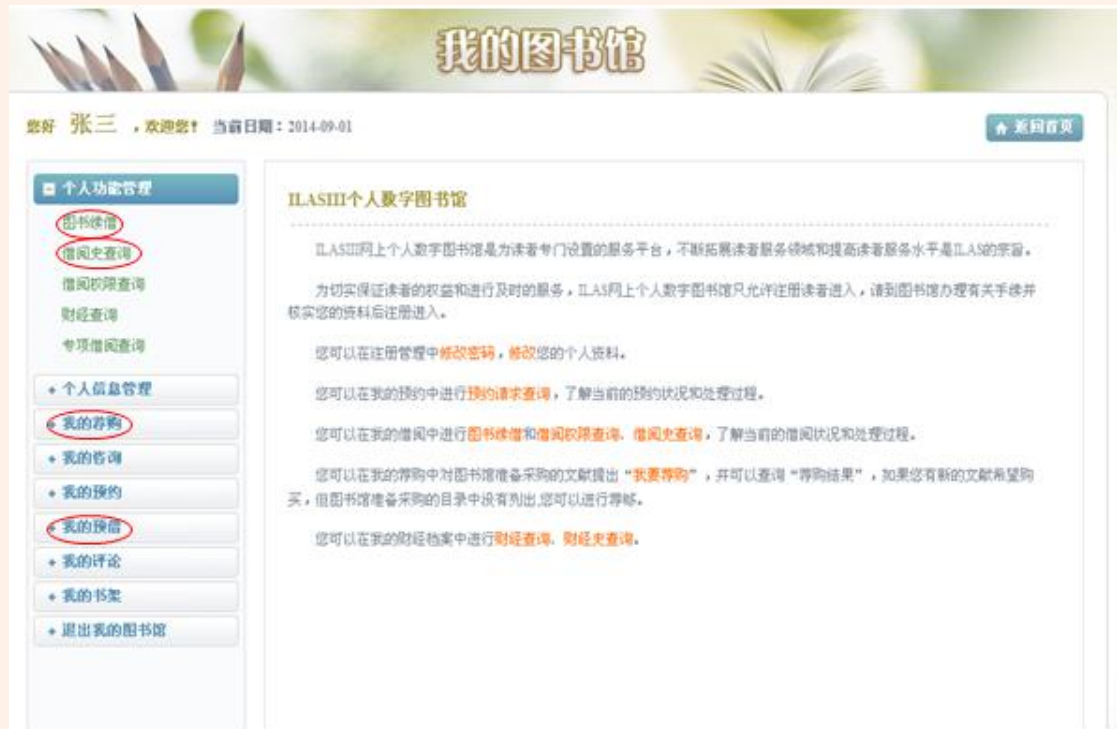 我的图书馆
您好 张三 ，欢迎您！ 当前日期：2014-09-01
返回首页
个人功能管理
图书续借
借阅史查询
借阅权限查询
财经查询
专项借阅查询
个人信息管理
我的荐购
我的咨询
我的预约
我的预借
我的评论
我的书架
退出我的图书馆
ILASIII个人数字图书馆
ILASIII网上个人数字图书馆是为读者专门设置的服务平台，不断拓展读者服务领域和提高读者服务水平是ILAS的宗旨。
为切实保证读者的权益和进行及时的服务，ILAS网上个人数字图书馆只允许注册读者进入，请到图书馆办理有关手续并
核实您的资料后注册进入。
您可以在注册管理中修改密码，修改您的个人资料。
您可以在我的预约中进行预约请求查询，了解当前的预约状况和处理过程。
您可以在我的借阅中进行图书续借和借阅权限查询、借阅史查询，了解当前的借阅状况和处理过程。
您可以在我的荐购中对图书馆准备采购的文献提出“我要荐购”，并可以查询“荐购结果”，如果您有新的文献希望购
买，但图书馆准备采购的目录中没有列出,您可以进行荐够。
您可以在我的财经档案中进行财经查询、财经史查询。